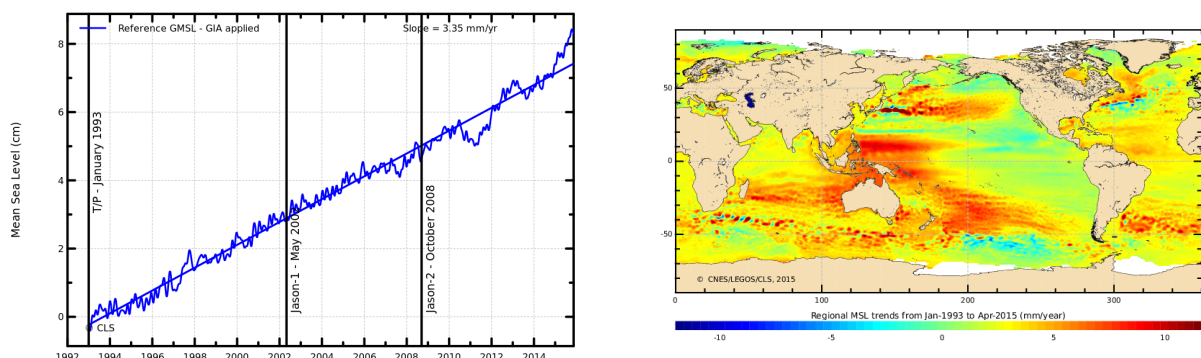 Reference GMSL - GIA applied
Slope = 3.35 mm/yr
8
6
4
2
0
Mean Sea Level (cm)
T/P - January 1993
Jason-1 - May 2002
Jason-2 - October 2008
© CLS
1992 1994 1996 1998 2000 2002 2004 2006 2008 2010 2012 2014
50
0
-50
© CNES/LEGOS/CLS, 2015
0 100 200 300
Regional MSL trends from Jan-1993 to Apr-2015 (mm/year)
-10 -5 0 5 10